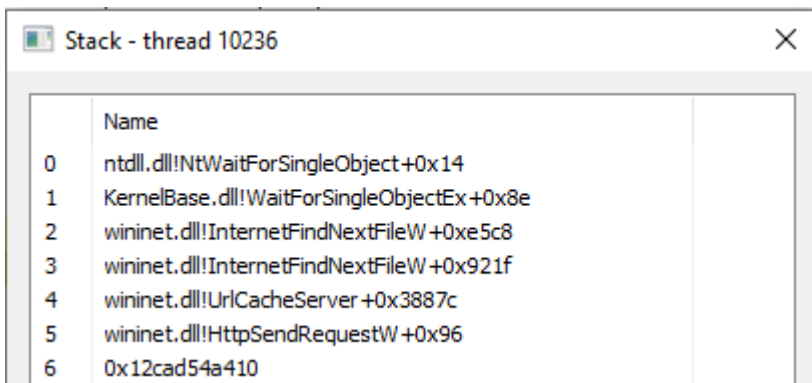 Stack - thread 10236
Name
0 ntdll.dll!NtWaitForSingleObject+0x14
1 KernelBase.dll!WaitForSingleObjectEx+0x8e
2 wininet.dll!InternetFindNextFileW+0xe5c8
3 wininet.dll!InternetFindNextFileW+0x921f
4 wininet.dll!UrlCacheServer+0x3887c
5 wininet.dll!HttpSendRequestW+0x96
6 0x12cad54a410